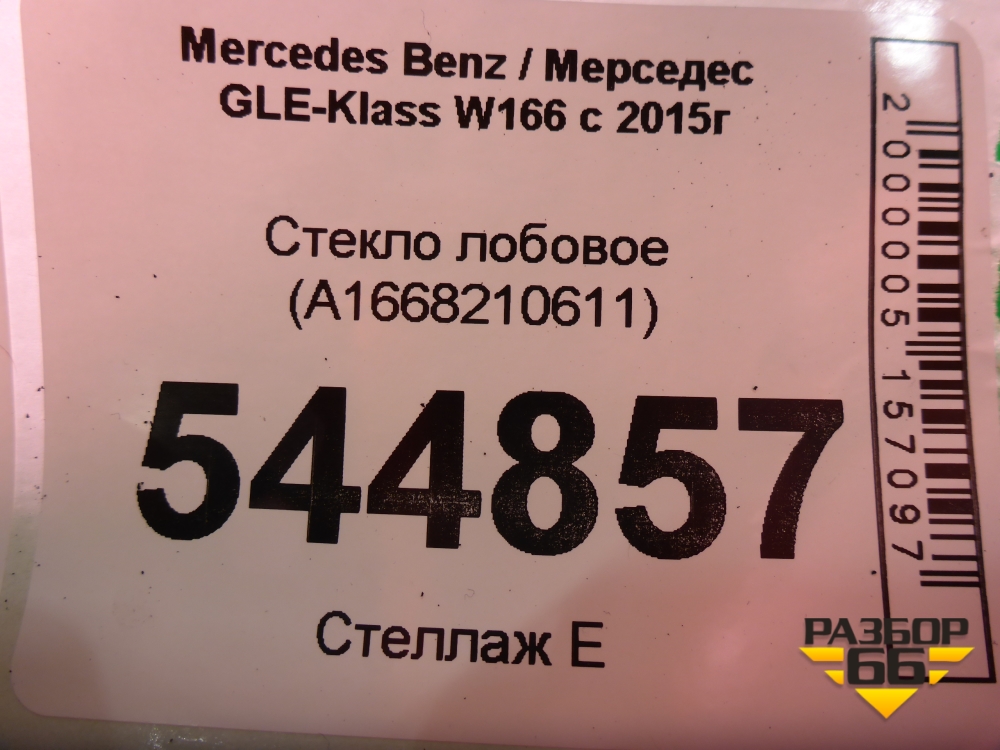 Mercedes Benz / Мерседес
GLE-Klass W166 с 2015г
Стекло лобовое
(A1668210611)
544857
Стеллаж Е
2000005157097
РАЗБОР
66